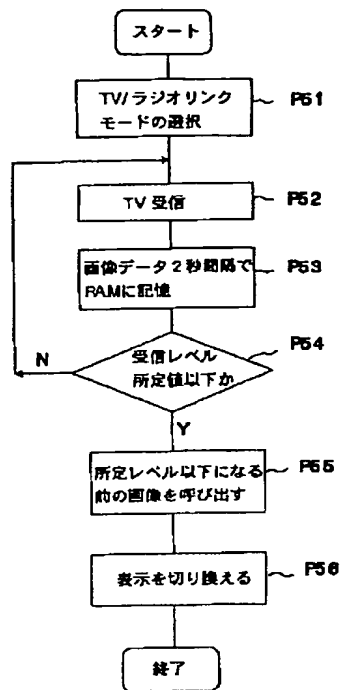 スタート
TV/ラジオリンク
モードの選択
P51
TV 受信
P52
画像データ2秒間隔で
RAMに記憶
P53
受信レベル
所定値以下か
P54
N
Y
所定レベル以下になる
前の画像を呼び出す
P55
表示を切り換える
P56
終了